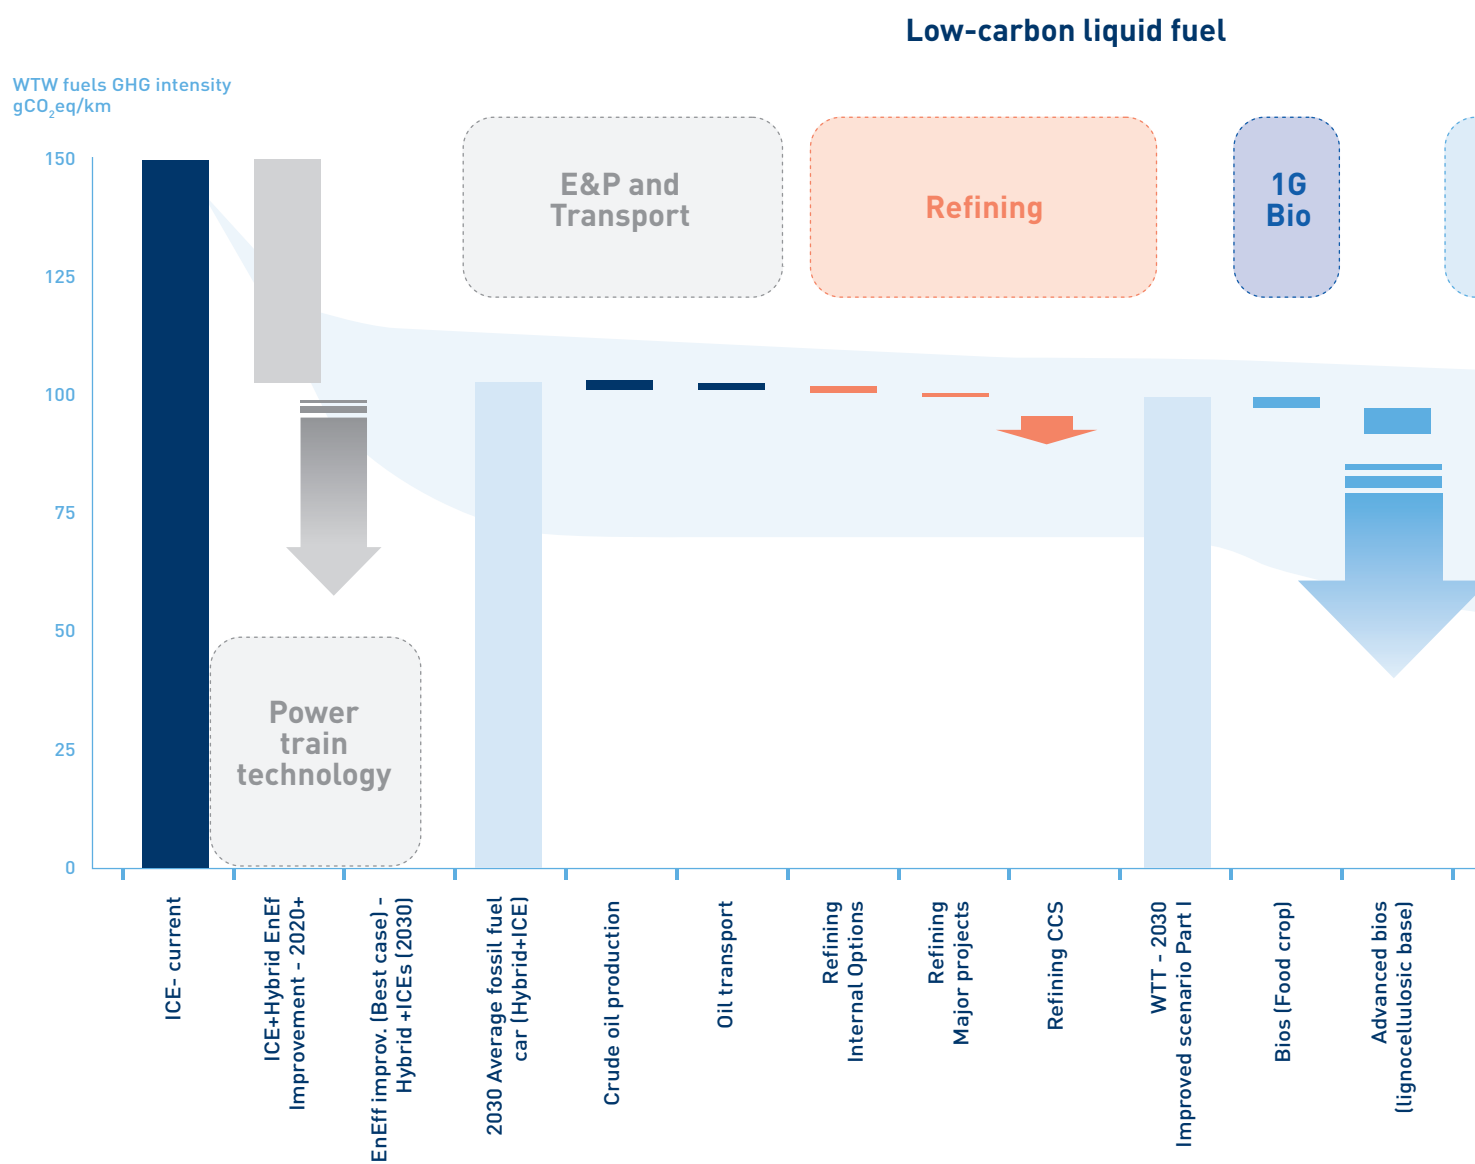 Low-carbon liquid fuel
WTW fuels GHG intensity
gCO₂eq/km
E&P and
Transport
Refining
1G
Bio
150
125
100
75
50
25
0
Power
train
technology
ICE- current
ICE+Hybrid EnEf
Improvement - 2020+
EnEff improv. (Best case) -
Hybrid +ICEs (2030)
2030 Average fossil fuel
car (Hybrid+ICE)
Crude oil production
Oil transport
Refining
Internal Options
Refining
Major projects
Refining CCS
WTT - 2030
Improved scenario Part I
Bios (Food crop)
Advanced bios
(lignocellulosic base)